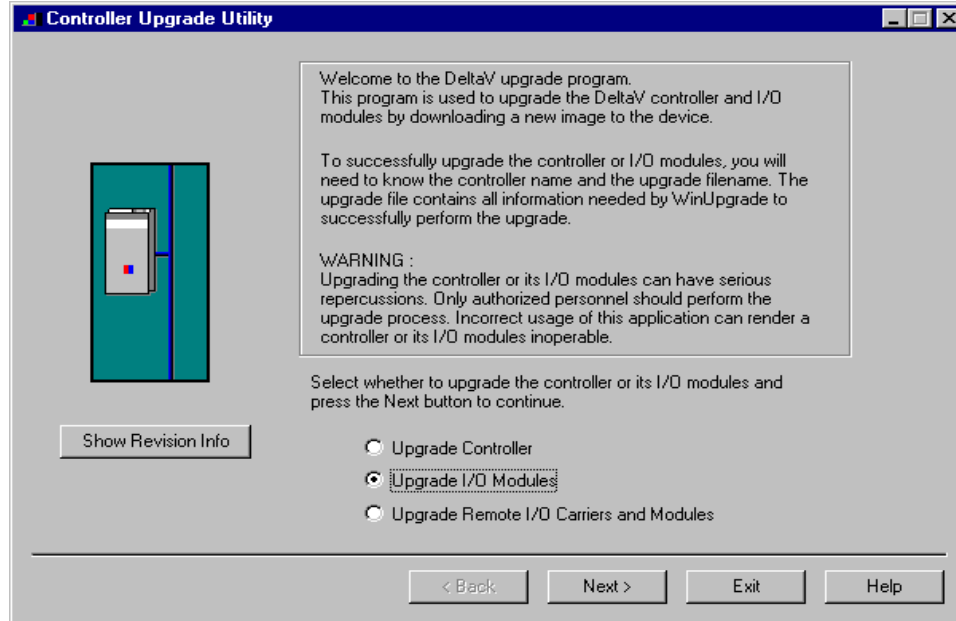 Controller Upgrade Utility
Welcome to the DeltaV upgrade program.
This program is used to upgrade the DeltaV controller and I/O
modules by downloading a new image to the device.
To successfully upgrade the controller or I/O modules, you will
need to know the controller name and the upgrade filename. The
upgrade file contains all information needed by WinUpgrade to
successfully perform the upgrade.
WARNING :
Upgrading the controller or its I/O modules can have serious
repercussions. Only authorized personnel should perform the
upgrade process. Incorrect usage of this application can render a
controller or its I/O modules inoperable.
Select whether to upgrade the controller or its I/O modules and
press the Next button to continue.
Show Revision Info
Upgrade Controller
Upgrade I/O Modules
Upgrade Remote I/O Carriers and Modules
< Back
Next >
Exit
Help